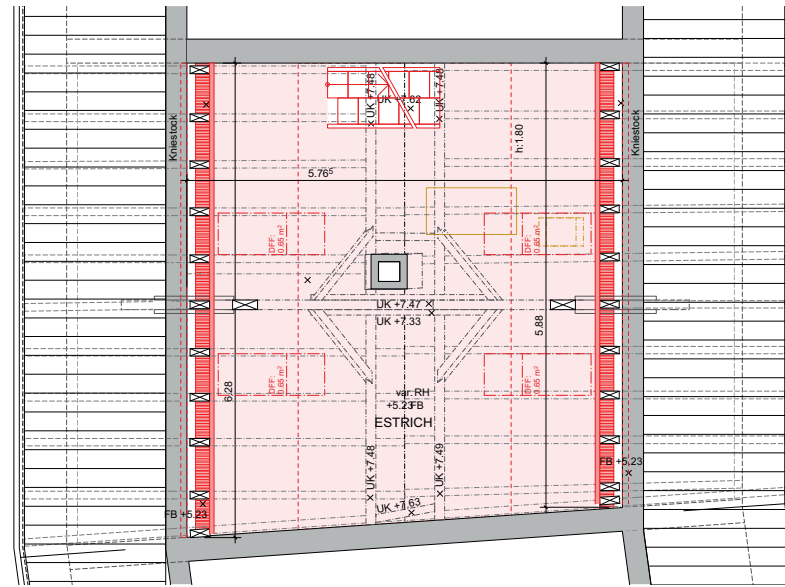 UK +7.48
UK +7.62
UK +7.48
Kniestock
Kniestock
h:1.80
5.76⁵
DFF:
0.65 m²
DFF:
0.65 m²
UK +7.47
UK +7.33
5.88
DFF:
0.65 m²
DFF:
0.65 m²
6.28
var. RH
+5.23 FB
ESTRICH
UK +7.48
UK +7.49
FB +5.23
UK +7.63
FB +5.23